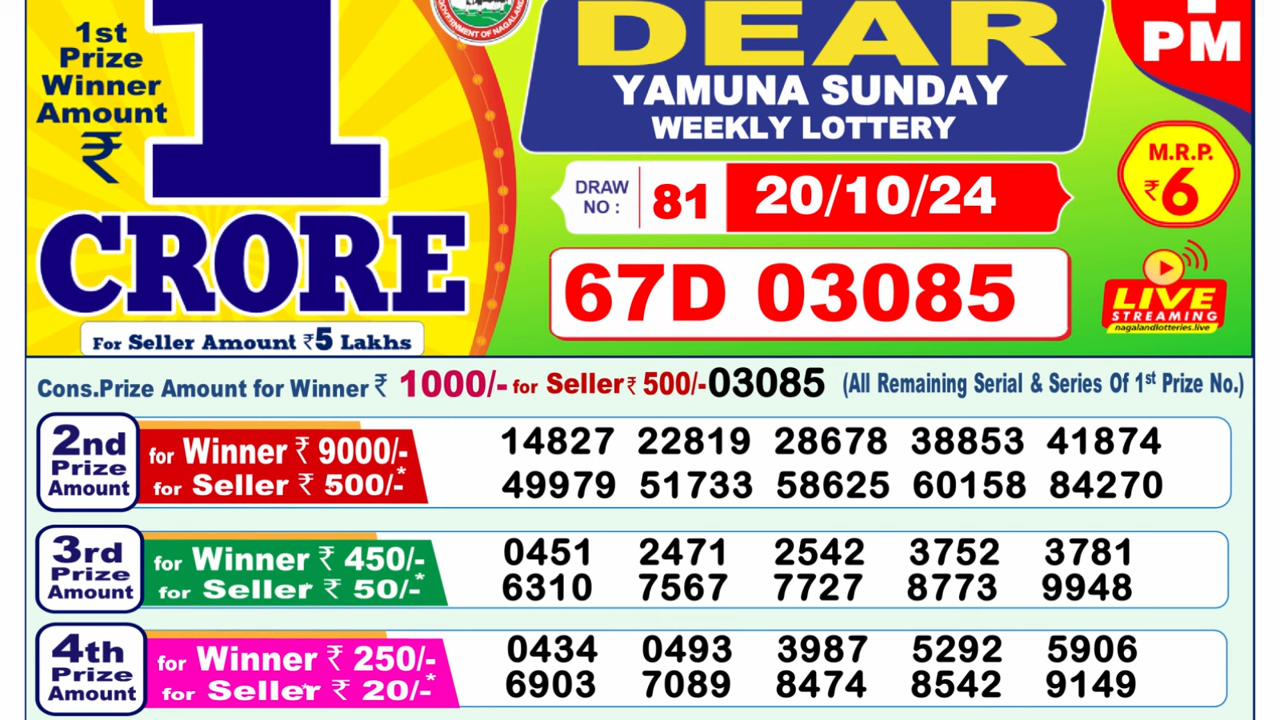 1st
Prize
Winner
Amount
₹
1
CRORE
For Seller Amount ₹5 Lakhs
GOVERNMENT OF NAGALAND
DEAR
YAMUNA SUNDAY
WEEKLY LOTTERY
PM
DRAW NO : 81 20/10/24
M.R.P.
₹6
67D 03085
LIVE
STREAMING
nagalandlotteries.live
Cons.Prize Amount for Winner ₹ 1000/- for Seller ₹ 500/- 03085 (All Remaining Serial & Series Of 1st Prize No.)
2nd Prize Amount
for Winner ₹ 9000/-
for Seller ₹ 500/-*
14827 22819 28678 38853 41874
49979 51733 58625 60158 84270
3rd Prize Amount
for Winner ₹ 450/-
for Seller ₹ 50/-*
0451 2471 2542 3752 3781
6310 7567 7727 8773 9948
4th Prize Amount
for Winner ₹ 250/-
for Seller ₹ 20/-*
0434 0493 3987 5292 5906
6903 7089 8474 8542 9149